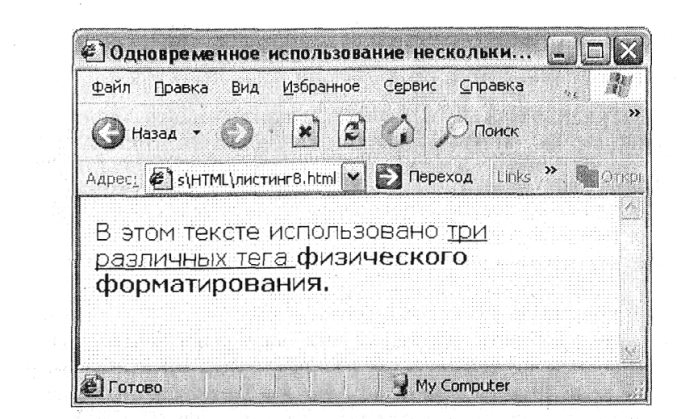 Одновременное использование нескольки...
Файл Правка Вид Избранное Сервис Справка
Назад Поиск »
Адрес: s\HTML\листинг8.html Переход Links »
В этом тексте использовано три
различных тега физического
форматирования.
Готово My Computer